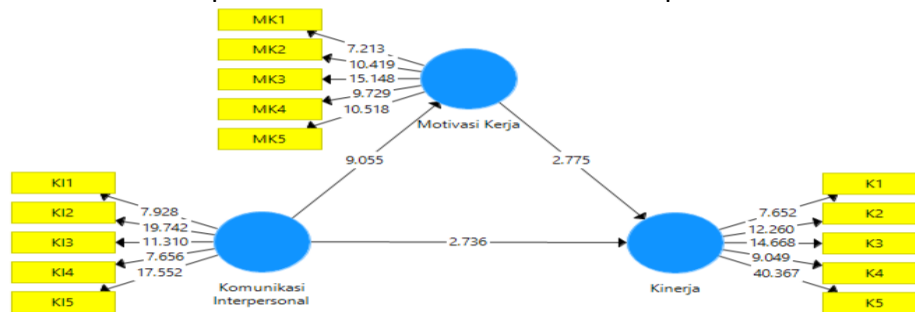 MK1
MK2
MK3
MK4
MK5
7.213
10.419
15.148
9.729
10.518
Motivasi Kerja
9.055
2.775
KI1
KI2
KI3
KI4
KI5
7.928
19.742
11.310
7.656
17.552
Komunikasi
Interpersonal
2.736
Kinerja
7.652
12.260
14.668
9.049
40.367
K1
K2
K3
K4
K5